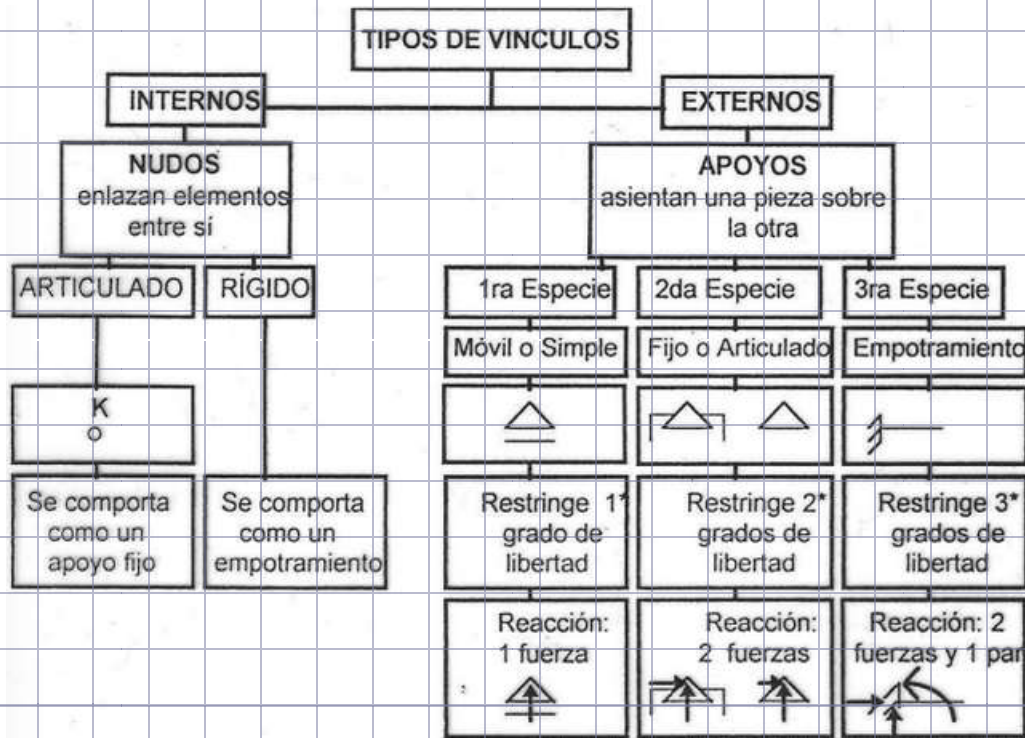 TIPOS DE VINCULOS
INTERNOS
EXTERNOS
NUDOS
enlazan elementos
entre sí
APOYOS
asientan una pieza sobre
la otra
ARTICULADO
RÍGIDO
1ra Especie
2da Especie
3ra Especie
Móvil o Simple
Fijo o Articulado
Empotramiento
K
Se comporta
como un
apoyo fijo
Se comporta
como un
empotramiento
Restringe 1*
grado de
libertad
Restringe 2*
grados de
libertad
Restringe 3*
grados de
libertad
Reacción:
1 fuerza
Reacción:
2 fuerzas
Reacción: 2
fuerzas y 1 par